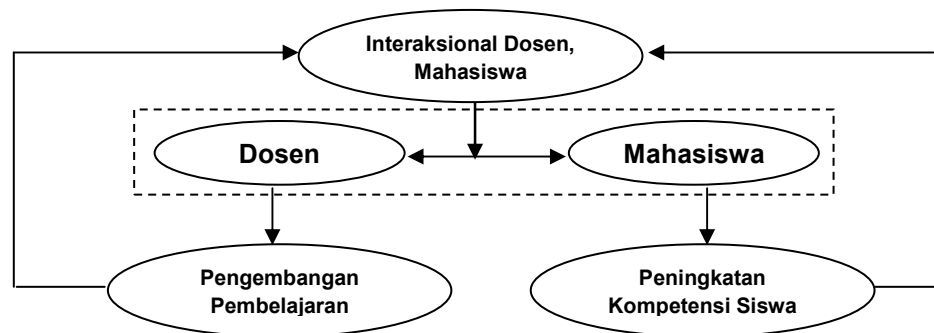 Interaksional Dosen,
Mahasiswa
Dosen
Mahasiswa
Pengembangan
Pembelajaran
Peningkatan
Kompetensi Siswa